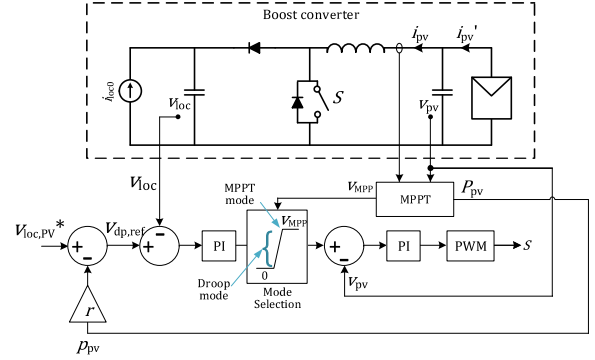 Boost converter
i_pv
i_pv'
i_loc0
v_loc
S
v_pv
v_loc
MPPT mode
v_MPP
MPPT
P_pv
V_loc,PV*
+
−
V_dp,ref
+
−
PI
v_MPP
0
Droop mode
Mode Selection
+
−
PI
PWM
S
v_pv
r
p_pv